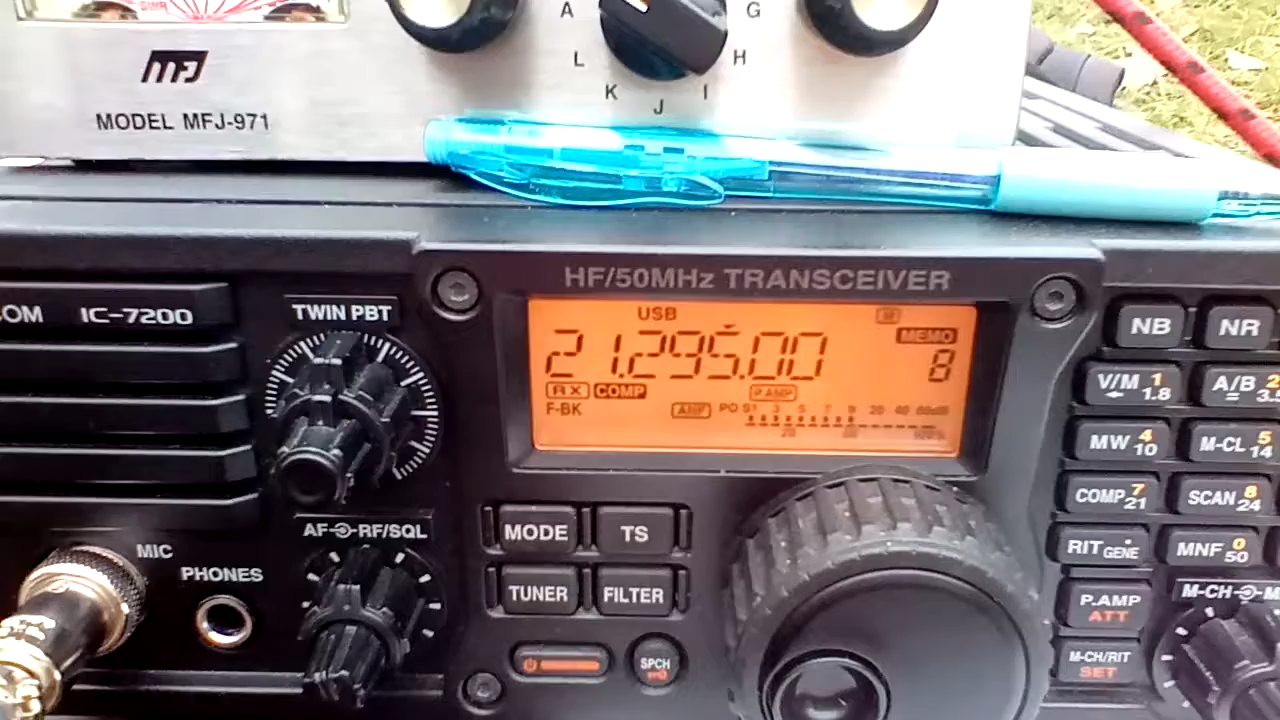 SWR
A
G
L
H
K
I
J
MFJ
MODEL MFJ-971
HF/50MHz TRANSCEIVER
COM IC-7200
TWIN PBT
USB
MEMO
21.295.00
8
RX COMP
P.AMP
F-BK
ANF
PO S1 3 5 7 9 20 40 60dB
NB
NR
V/M 1 1.8
A/B 2 3.5
MW 4 10
M-CL 5 14
COMP 7 21
SCAN 8 24
RIT GENE
MNF 0 50
P.AMP
ATT
M-CH
M-CH/RIT
SET
AF RF/SQL
MIC
PHONES
MODE
TS
TUNER
FILTER
SPCH